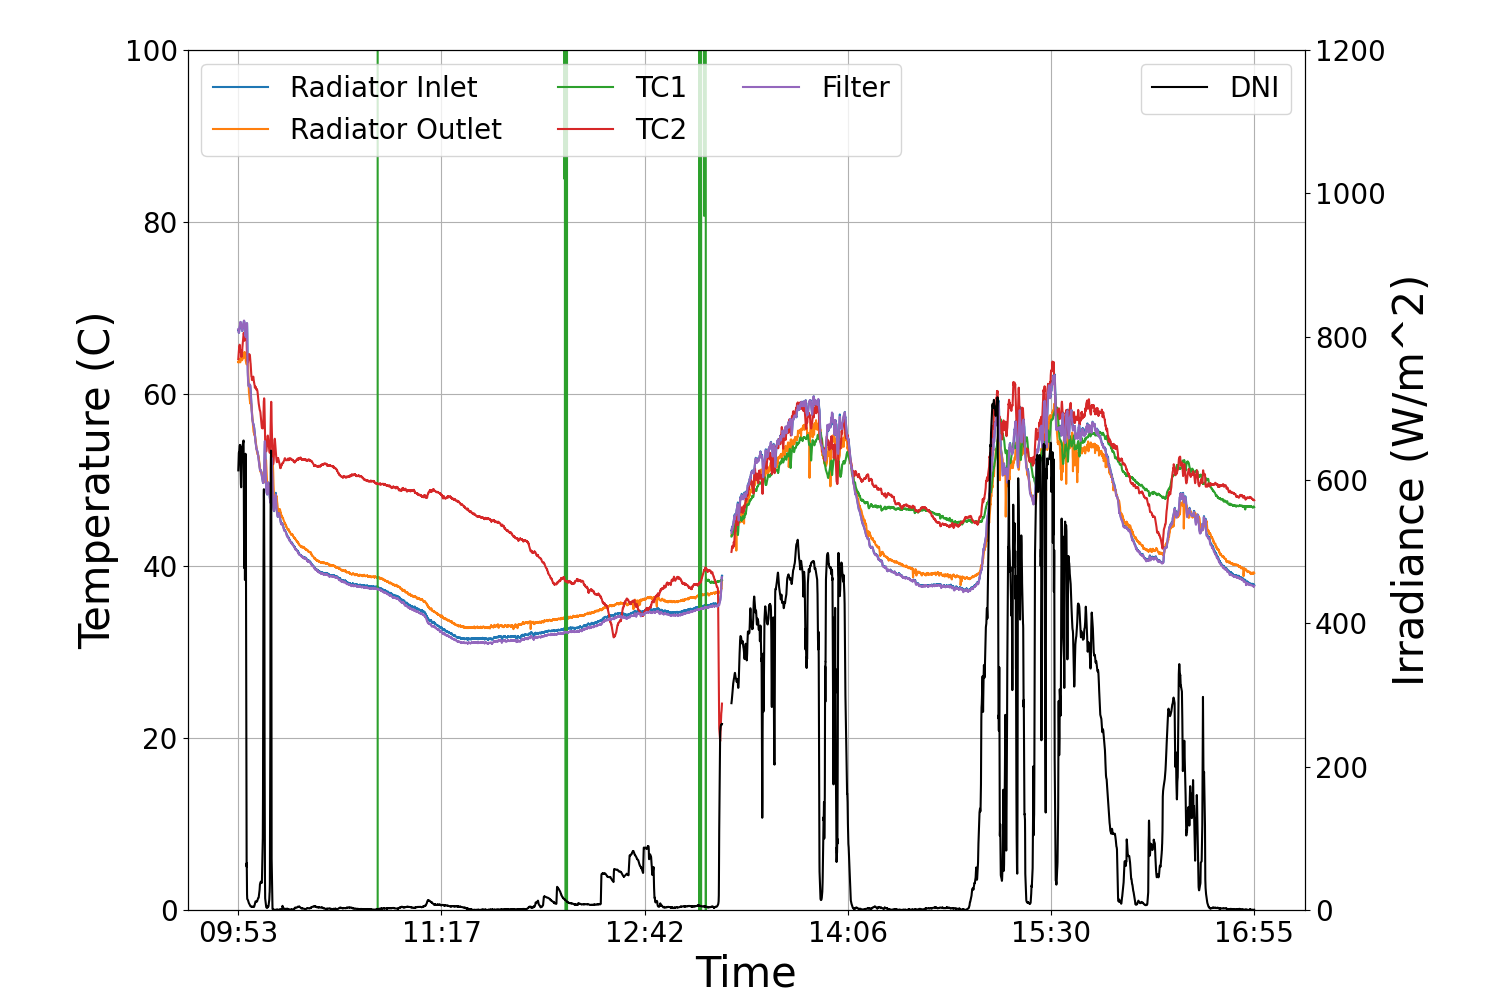 100
80
60
40
20
0
Temperature (C)
Radiator Inlet
Radiator Outlet
TC1
TC2
Filter
DNI
1200
1000
800
600
400
200
0
Irradiance (W/m^2)
09:53 11:17 12:42 14:06 15:30 16:55
Time